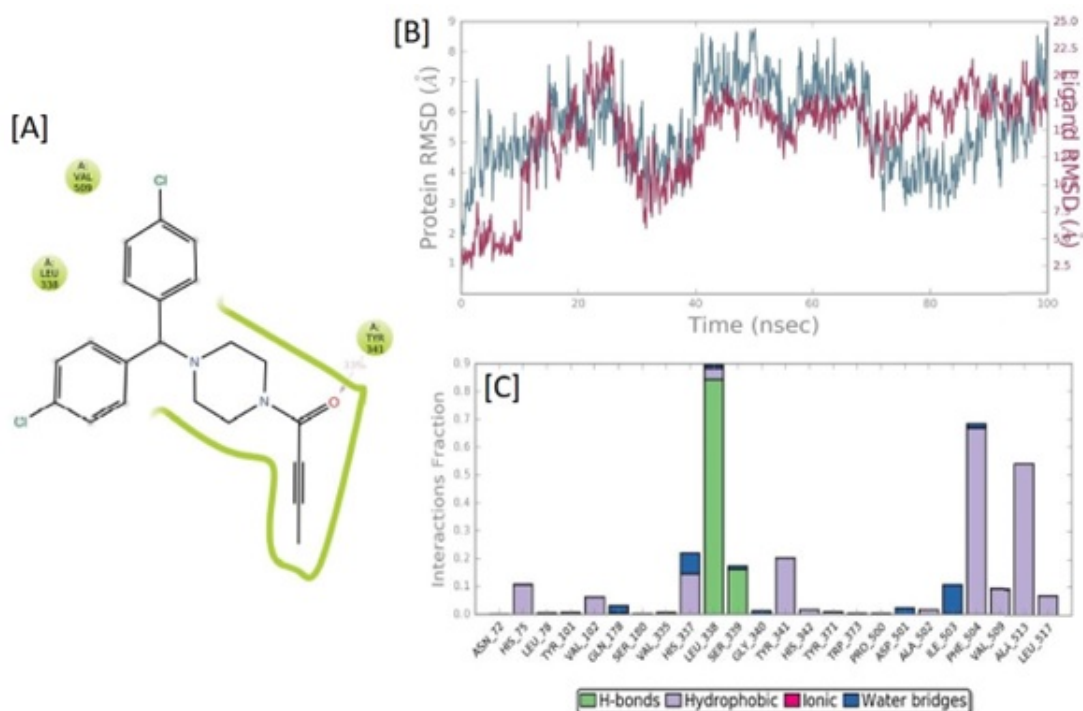 [A]
A:
VAL
509
Cl
A:
LEU
338
A:
TYR
341
33%
N
N
O
Cl
[B]
Protein RMSD (Å)
9
8
7
6
5
4
3
2
1
25.0
22.5
20.0
17.5
15.0
12.5
10.0
7.5
5.0
2.5
Ligand RMSD (Å)
0 20 40 60 80 100
Time (nsec)
[C]
Interactions Fraction
0.9
0.8
0.7
0.6
0.5
0.4
0.3
0.2
0.1
0.0
ASN_72
HIS_75
LEU_78
TYR_101
VAL_102
GLN_178
SER_180
VAL_335
HIS_337
LEU_338
SER_339
GLY_340
TYR_341
HIS_342
TYR_371
TRP_373
PRO_500
ASP_501
ALA_502
ILE_503
PHE_504
VAL_509
ALA_513
LEU_517
H-bonds Hydrophobic Ionic Water bridges